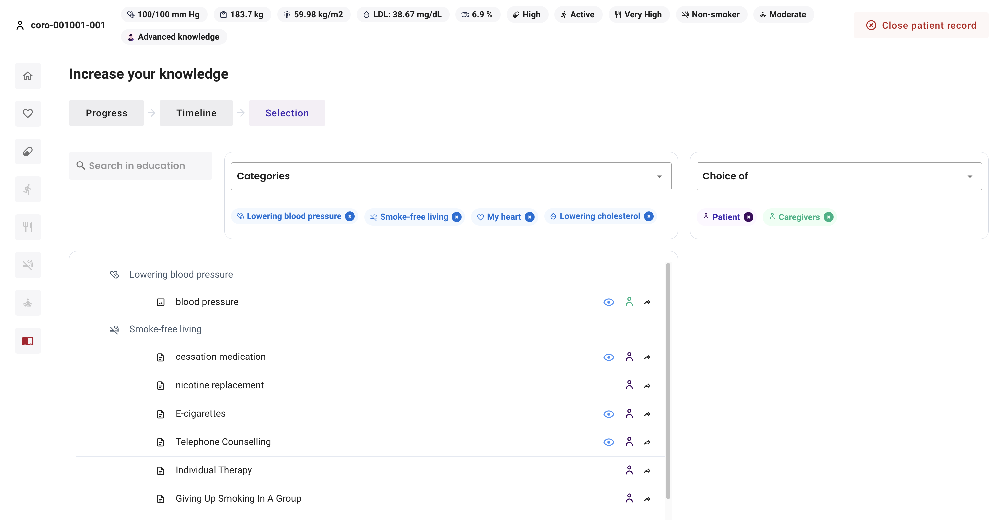 coro-001001-001
100/100 mm Hg
183.7 kg
59.98 kg/m2
LDL: 38.67 mg/dL
6.9 %
High
Active
Very High
Non-smoker
Moderate
Advanced knowledge
Close patient record
Increase your knowledge
Progress
Timeline
Selection
Search in education
Categories
Lowering blood pressure
Smoke-free living
My heart
Lowering cholesterol
Choice of
Patient
Caregivers
Lowering blood pressure
blood pressure
Smoke-free living
cessation medication
nicotine replacement
E-cigarettes
Telephone Counselling
Individual Therapy
Giving Up Smoking In A Group